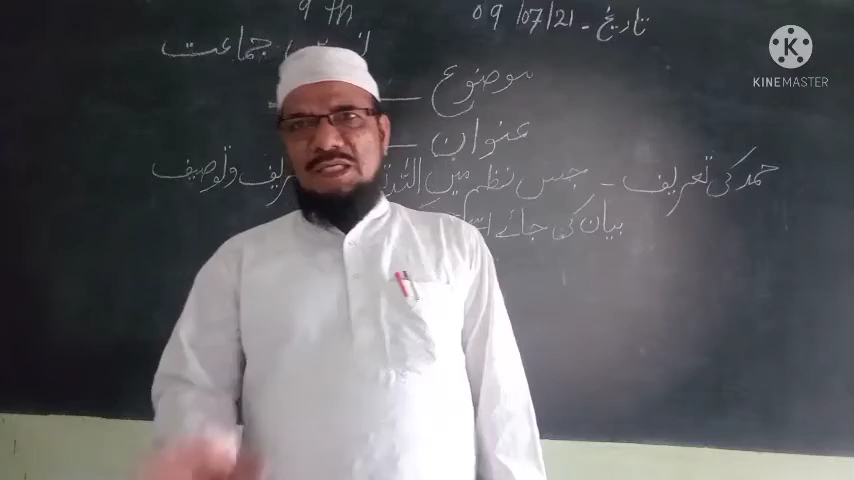 9 th
تاریخ - 09/07/21
جماعت
موضوع
عنوان
حمد کی تعریف - جس نظم میں اللہ تعریف و توصیف
بیان کی جائے اسے
KINEMASTER